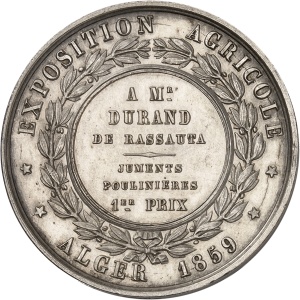 EXPOSITION AGRICOLE
A MR.
DURAND
DE RASSAUTA
JUMENTS
POULINIÈRES
1ER PRIX
ALGER 1859